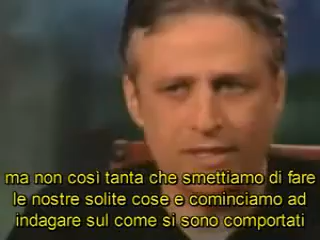 ma non così tanta che smettiamo di fare
le nostre solite cose e cominciamo ad
indagare sul come si sono comportati